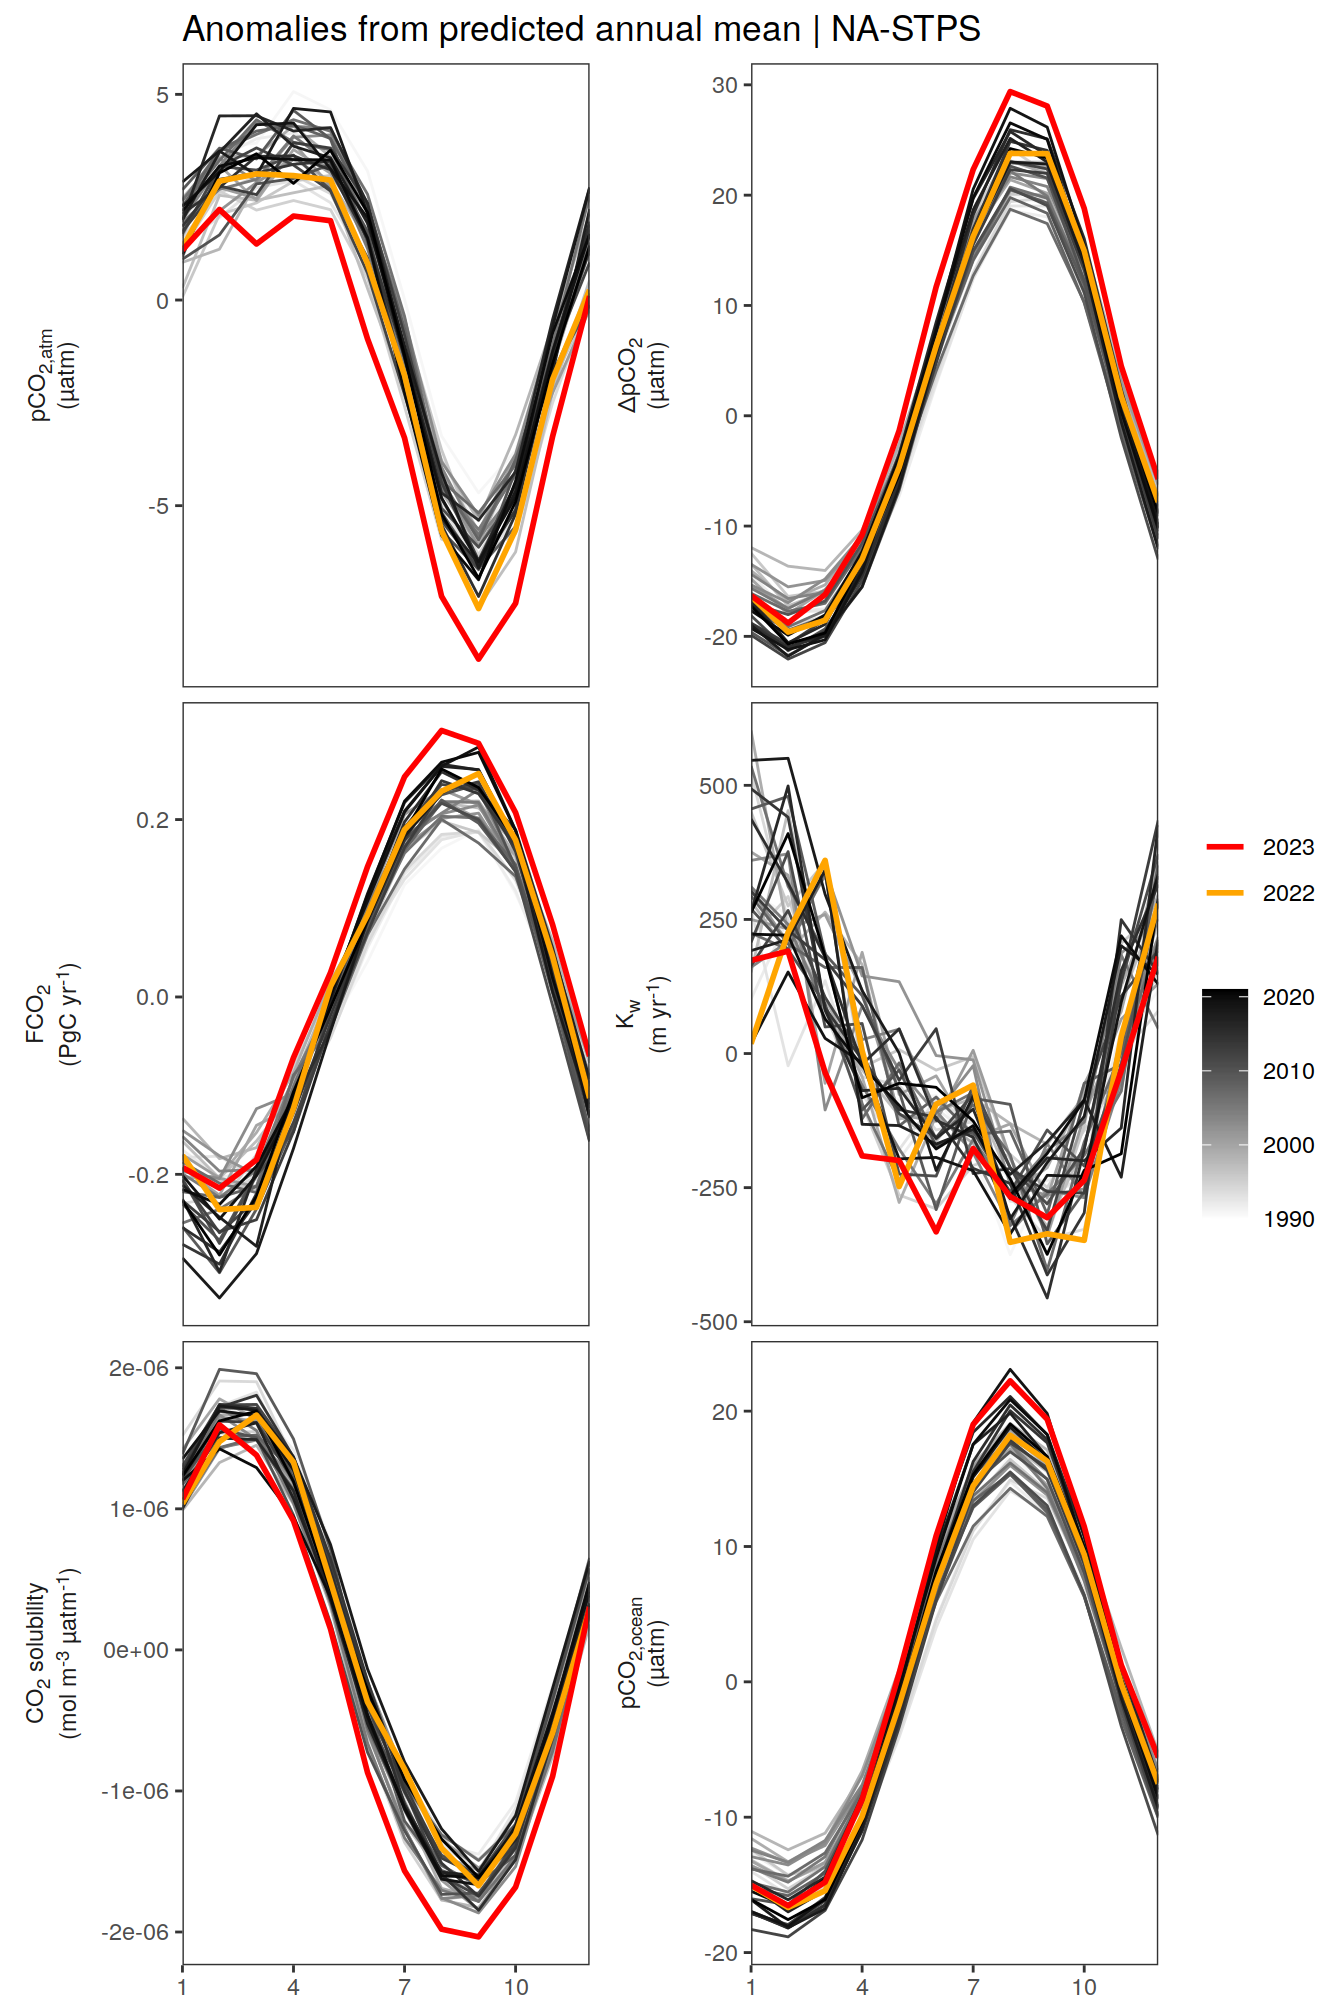 Anomalies from predicted annual mean | NA-STPS
pCO2,atm
(µatm)
5
0
-5
ΔpCO2
(µatm)
30
20
10
0
-10
-20
FCO2
(PgC yr-1)
0.2
0.0
-0.2
Kw
(m yr-1)
500
250
0
-250
-500
CO2 solubility
(mol m-3 µatm-1)
2e-06
1e-06
0e+00
-1e-06
-2e-06
1 4 7 10
pCO2,ocean
(µatm)
20
10
0
-10
-20
1 4 7 10
2023
2022
2020
2010
2000
1990